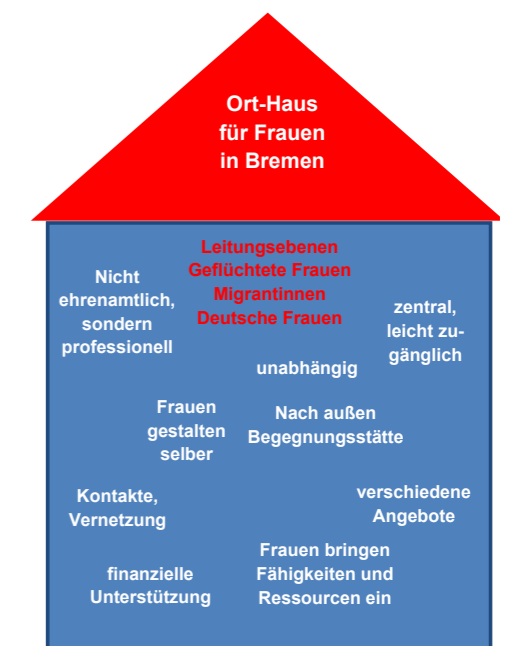 Ort-Haus
für Frauen
in Bremen
Leitungsebenen
Geflüchtete Frauen
Migrantinnen
Deutsche Frauen
Nicht
ehrenamtlich,
sondern
professionell
zentral,
leicht zu-
gänglich
unabhängig
Frauen
gestalten
selber
Nach außen
Begegnungsstätte
Kontakte,
Vernetzung
verschiedene
Angebote
finanzielle
Unterstützung
Frauen bringen
Fähigkeiten und
Ressourcen ein